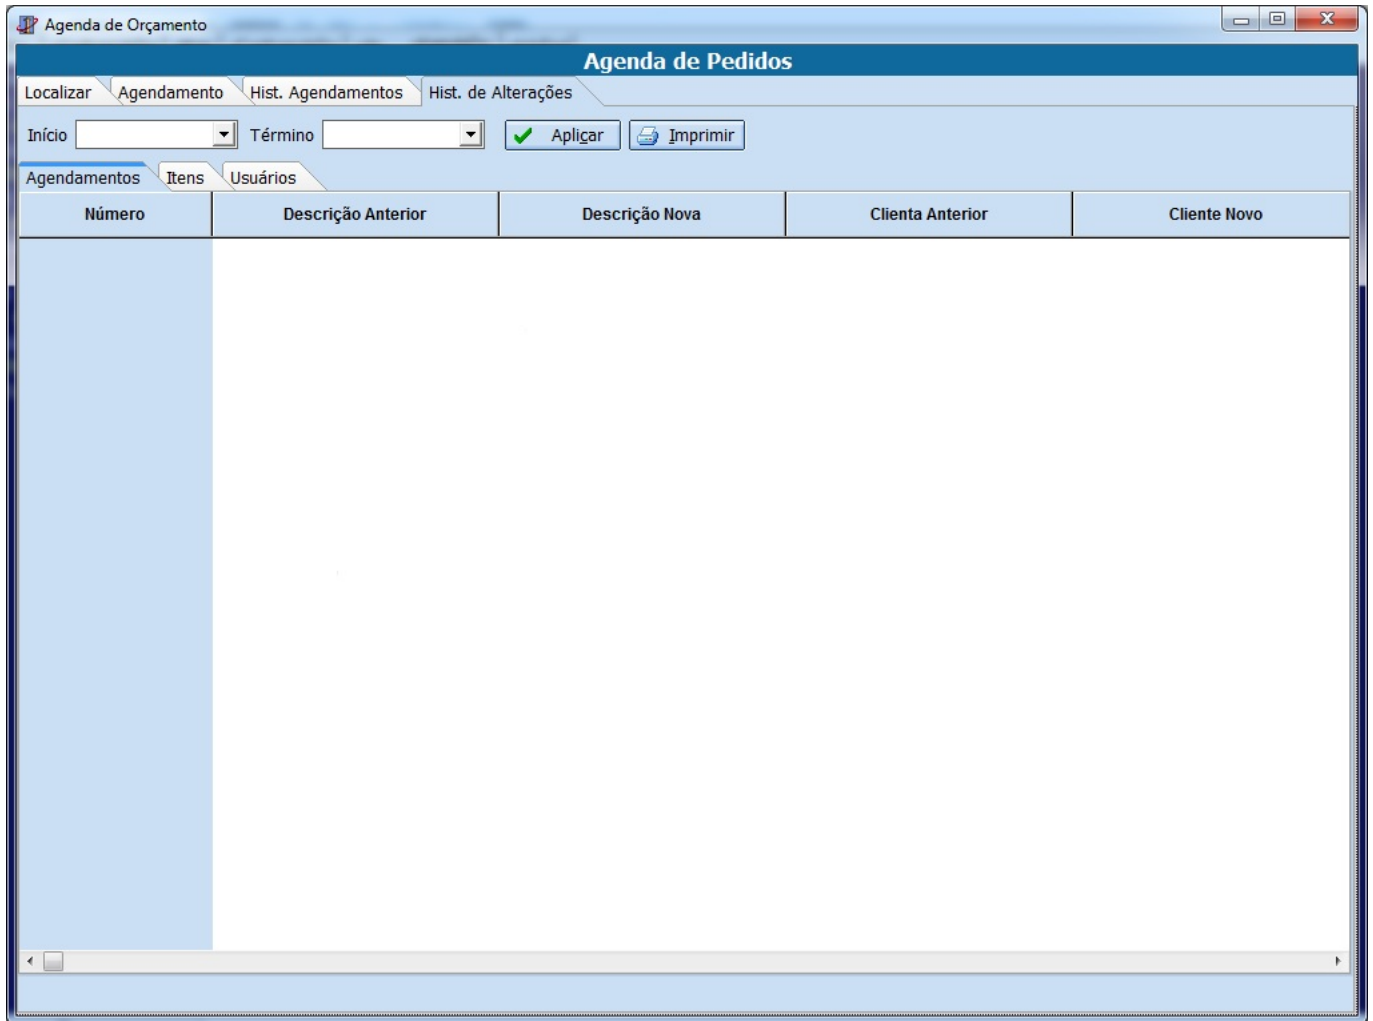 Agenda de Orçamento
Agenda de Pedidos
Localizar Agendamento Hist. Agendamentos Hist. de Alterações
Início Término Apliçar Imprimir
Agendamentos Itens Usuários
Número Descrição Anterior Descrição Nova Clienta Anterior Cliente Novo